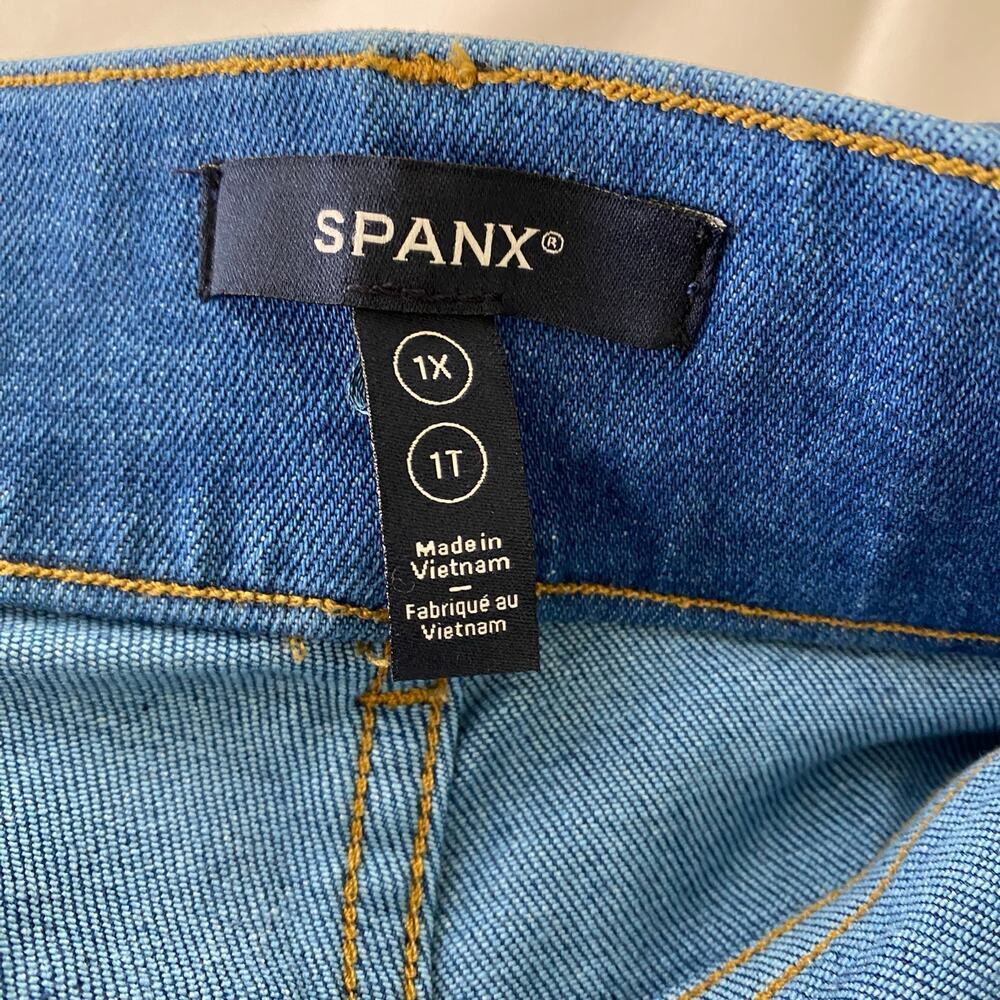 SPANX®
1X
1T
Made in
Vietnam
—
Fabriqué au
Vietnam